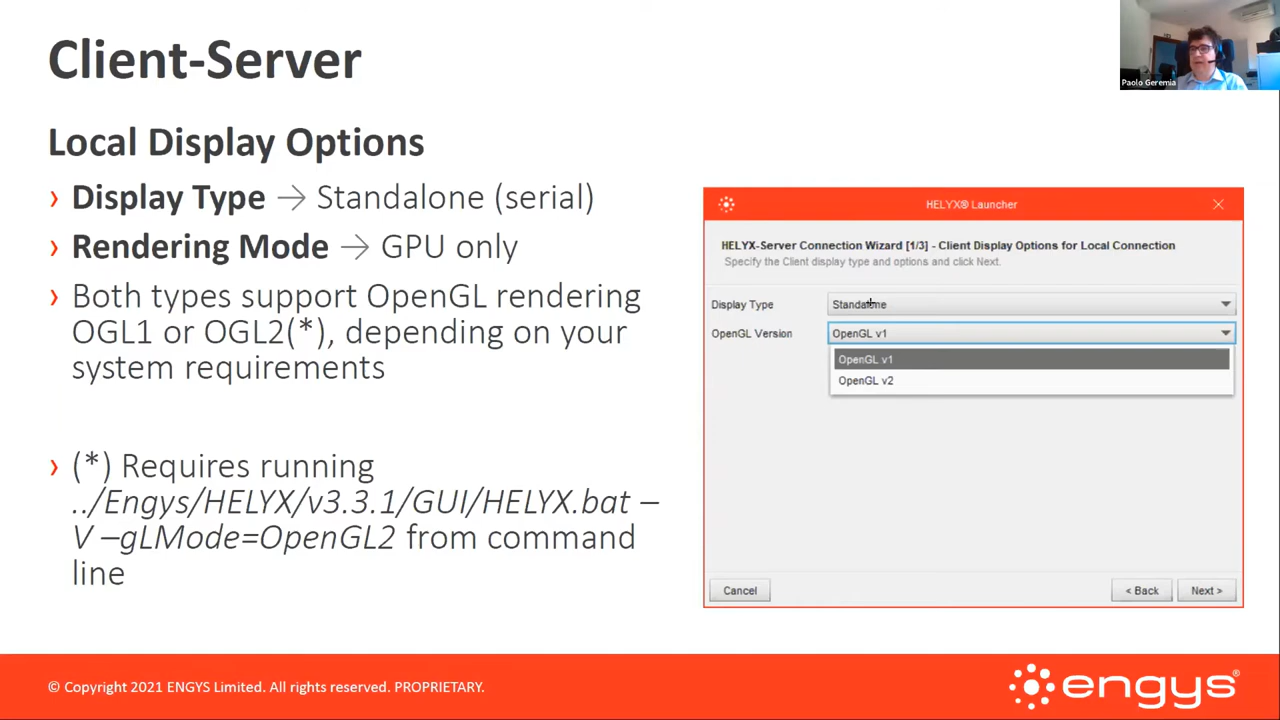 Client-Server
Paolo Geremia
Local Display Options
› Display Type → Standalone (serial)
› Rendering Mode → GPU only
› Both types support OpenGL rendering
OGL1 or OGL2(*), depending on your
system requirements
› (*) Requires running
../Engys/HELYX/v3.3.1/GUI/HELYX.bat –
V –gLMode=OpenGL2 from command
line
HELYX® Launcher
HELYX-Server Connection Wizard [1/3] - Client Display Options for Local Connection
Specify the Client display type and options and click Next.
Display Type Standalone
OpenGL Version OpenGL v1
OpenGL v1
OpenGL v2
Cancel < Back Next >
© Copyright 2021 ENGYS Limited. All rights reserved. PROPRIETARY.
engys®